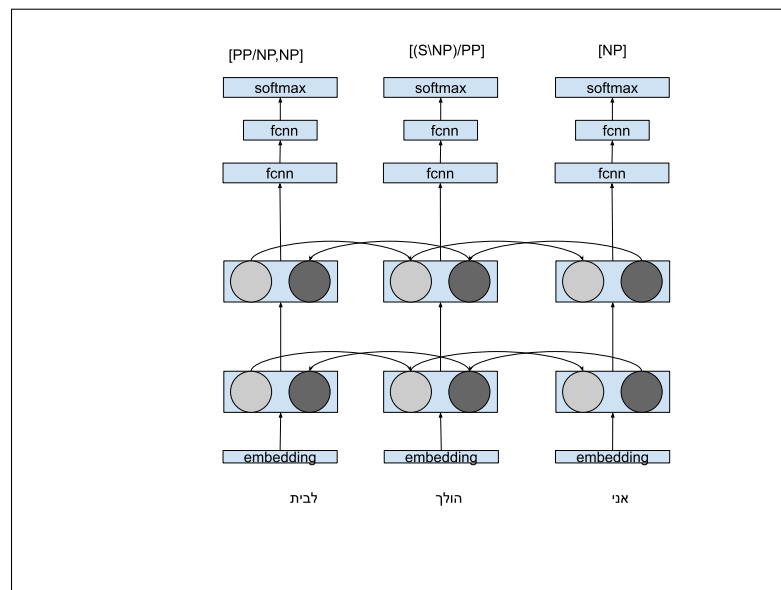 [PP/NP,NP] [(S\NP)/PP] [NP]
softmax softmax softmax
fcnn fcnn fcnn
fcnn fcnn fcnn
embedding embedding embedding
אני הולך לבית